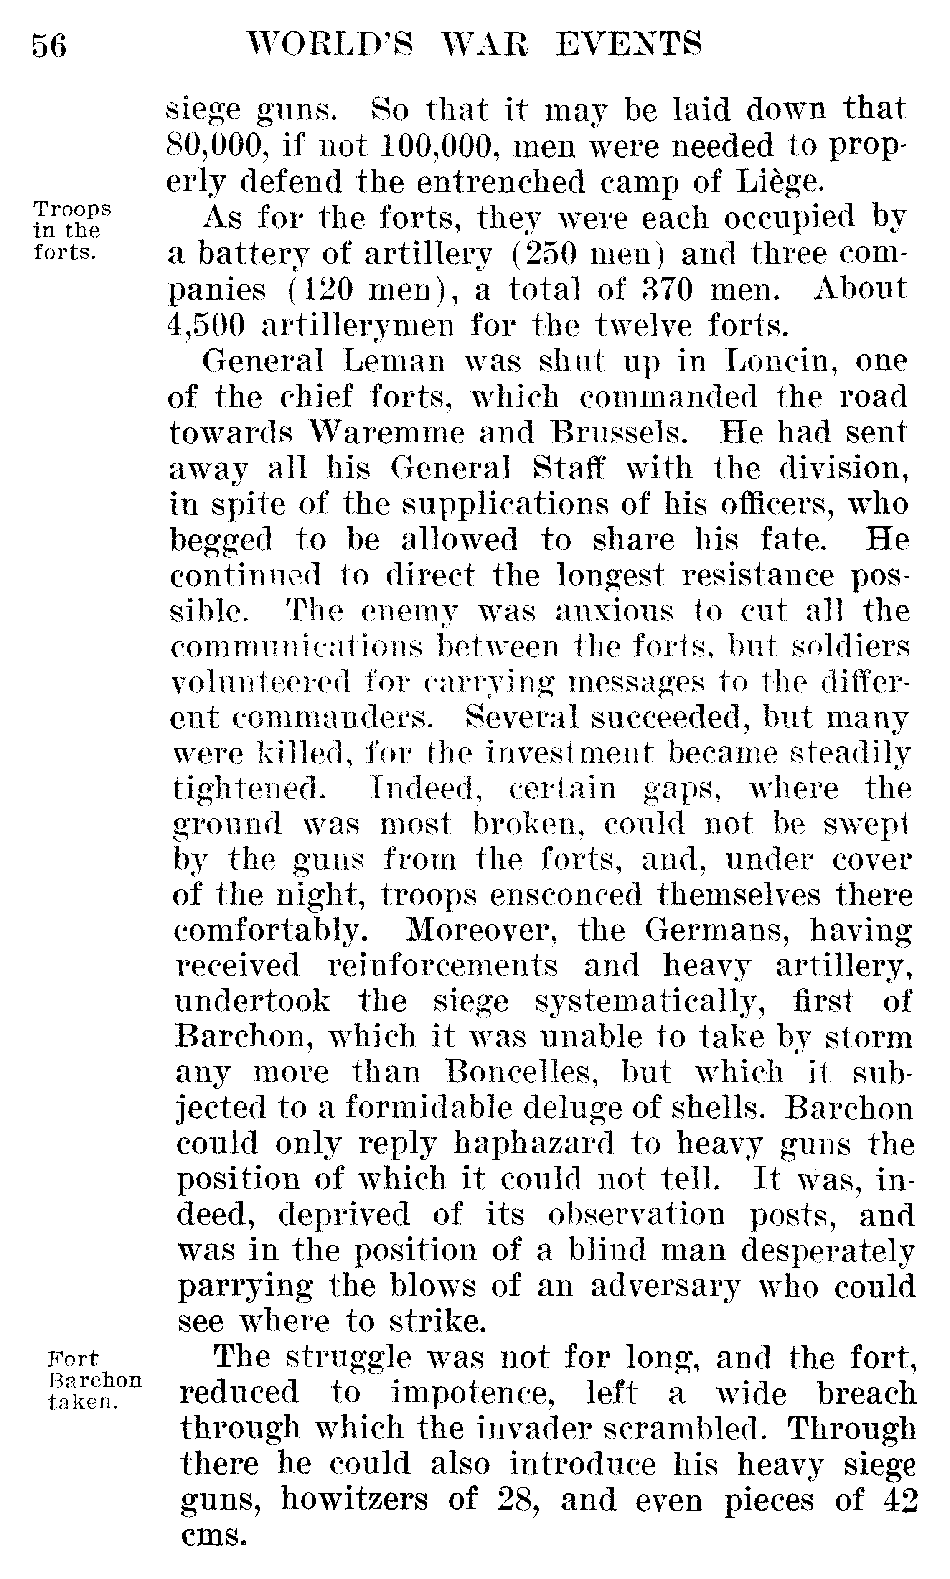 56 WORLD'S WAR EVENTS
siege guns. So that it may be laid down that
80,000, if not 100,000, men were needed to prop-
erly defend the entrenched camp of Liège.
Troops
in the
forts.
As for the forts, they were each occupied by
a battery of artillery (250 men) and three com-
panies (120 men), a total of 370 men. About
4,500 artillerymen for the twelve forts.
General Leman was shut up in Loncin, one
of the chief forts, which commanded the road
towards Waremme and Brussels. He had sent
away all his General Staff with the division,
in spite of the supplications of his officers, who
begged to be allowed to share his fate. He
continued to direct the longest resistance pos-
sible. The enemy was anxious to cut all the
communications between the forts, but soldiers
volunteered for carrying messages to the differ-
ent commanders. Several succeeded, but many
were killed, for the investment became steadily
tightened. Indeed, certain gaps, where the
ground was most broken, could not be swept
by the guns from the forts, and, under cover
of the night, troops ensconced themselves there
comfortably. Moreover, the Germans, having
received reinforcements and heavy artillery,
undertook the siege systematically, first of
Barchon, which it was unable to take by storm
any more than Boncelles, but which it sub-
jected to a formidable deluge of shells. Barchon
could only reply haphazard to heavy guns the
position of which it could not tell. It was, in-
deed, deprived of its observation posts, and
was in the position of a blind man desperately
parrying the blows of an adversary who could
see where to strike.
Fort
Barchon
taken.
The struggle was not for long, and the fort,
reduced to impotence, left a wide breach
through which the invader scrambled. Through
there he could also introduce his heavy siege
guns, howitzers of 28, and even pieces of 42
cms.